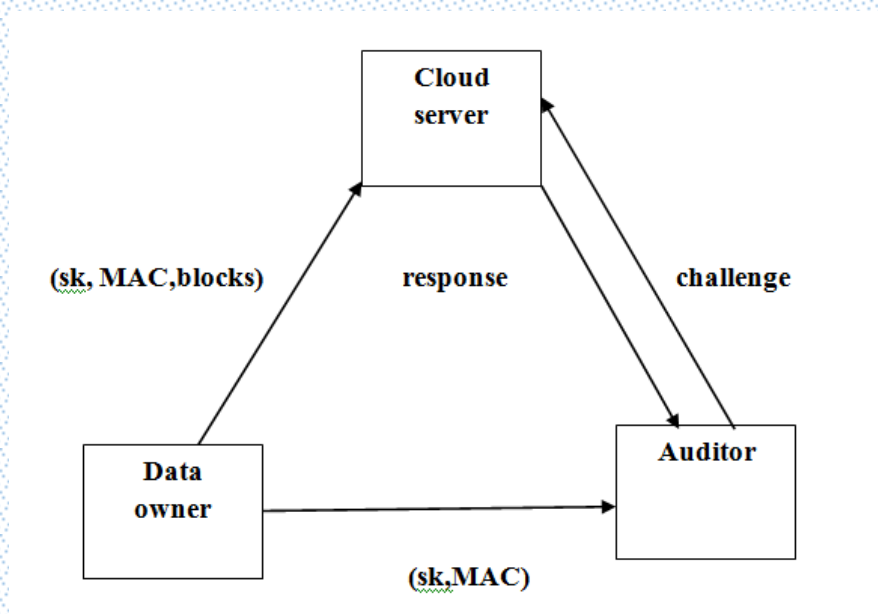 Cloud
server
(sk, MAC,blocks)
response
challenge
Data
owner
Auditor
(sk,MAC)